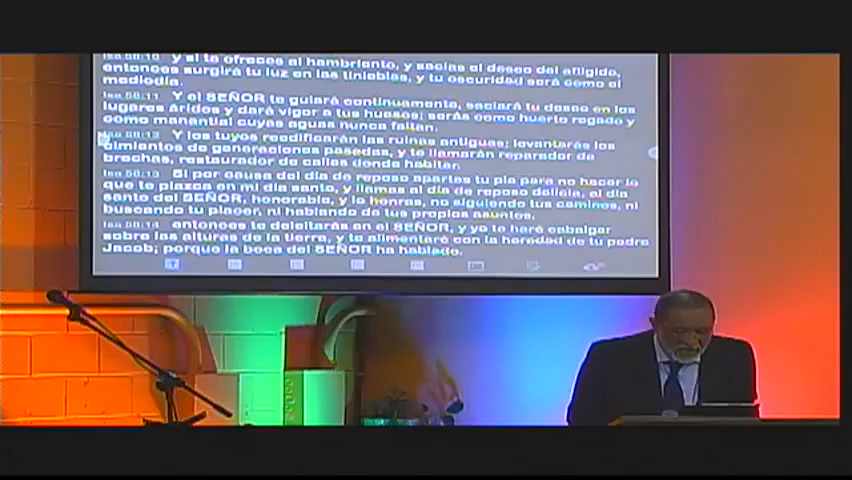 Isa 58:10 Y si te ofreces al hambriento, y sacias el deseo del afligido,
entonces surgirá tu luz en las tinieblas, y tu oscuridad será como el
mediodía.
Isa 58:11 Y el SEÑOR te guiará continuamente, saciará tu deseo en los
lugares áridos y dará vigor a tus huesos; serás como huerto regado y
como manantial cuyas aguas nunca faltan.
Isa 58:12 Y los tuyos reedificarán las ruinas antiguas; levantarás los
cimientos de generaciones pasadas, y te llamarán reparador de
brechas, restaurador de calles donde habitar.
Isa 58:13 Si por causa del día de reposo apartas tu pie para no hacer lo
que te plazca en mi día santo, y llamas al día de reposo delicia, al día
santo del SEÑOR, honorable, y lo honras, no siguiendo tus caminos, ni
buscando tu placer, ni hablando de tus propios asuntos,
Isa 58:14 entonces te deleitarás en el SEÑOR, y yo te haré cabalgar
sobre las alturas de la tierra, y te alimentaré con la heredad de tu padre
Jacob; porque la boca del SEÑOR ha hablado.